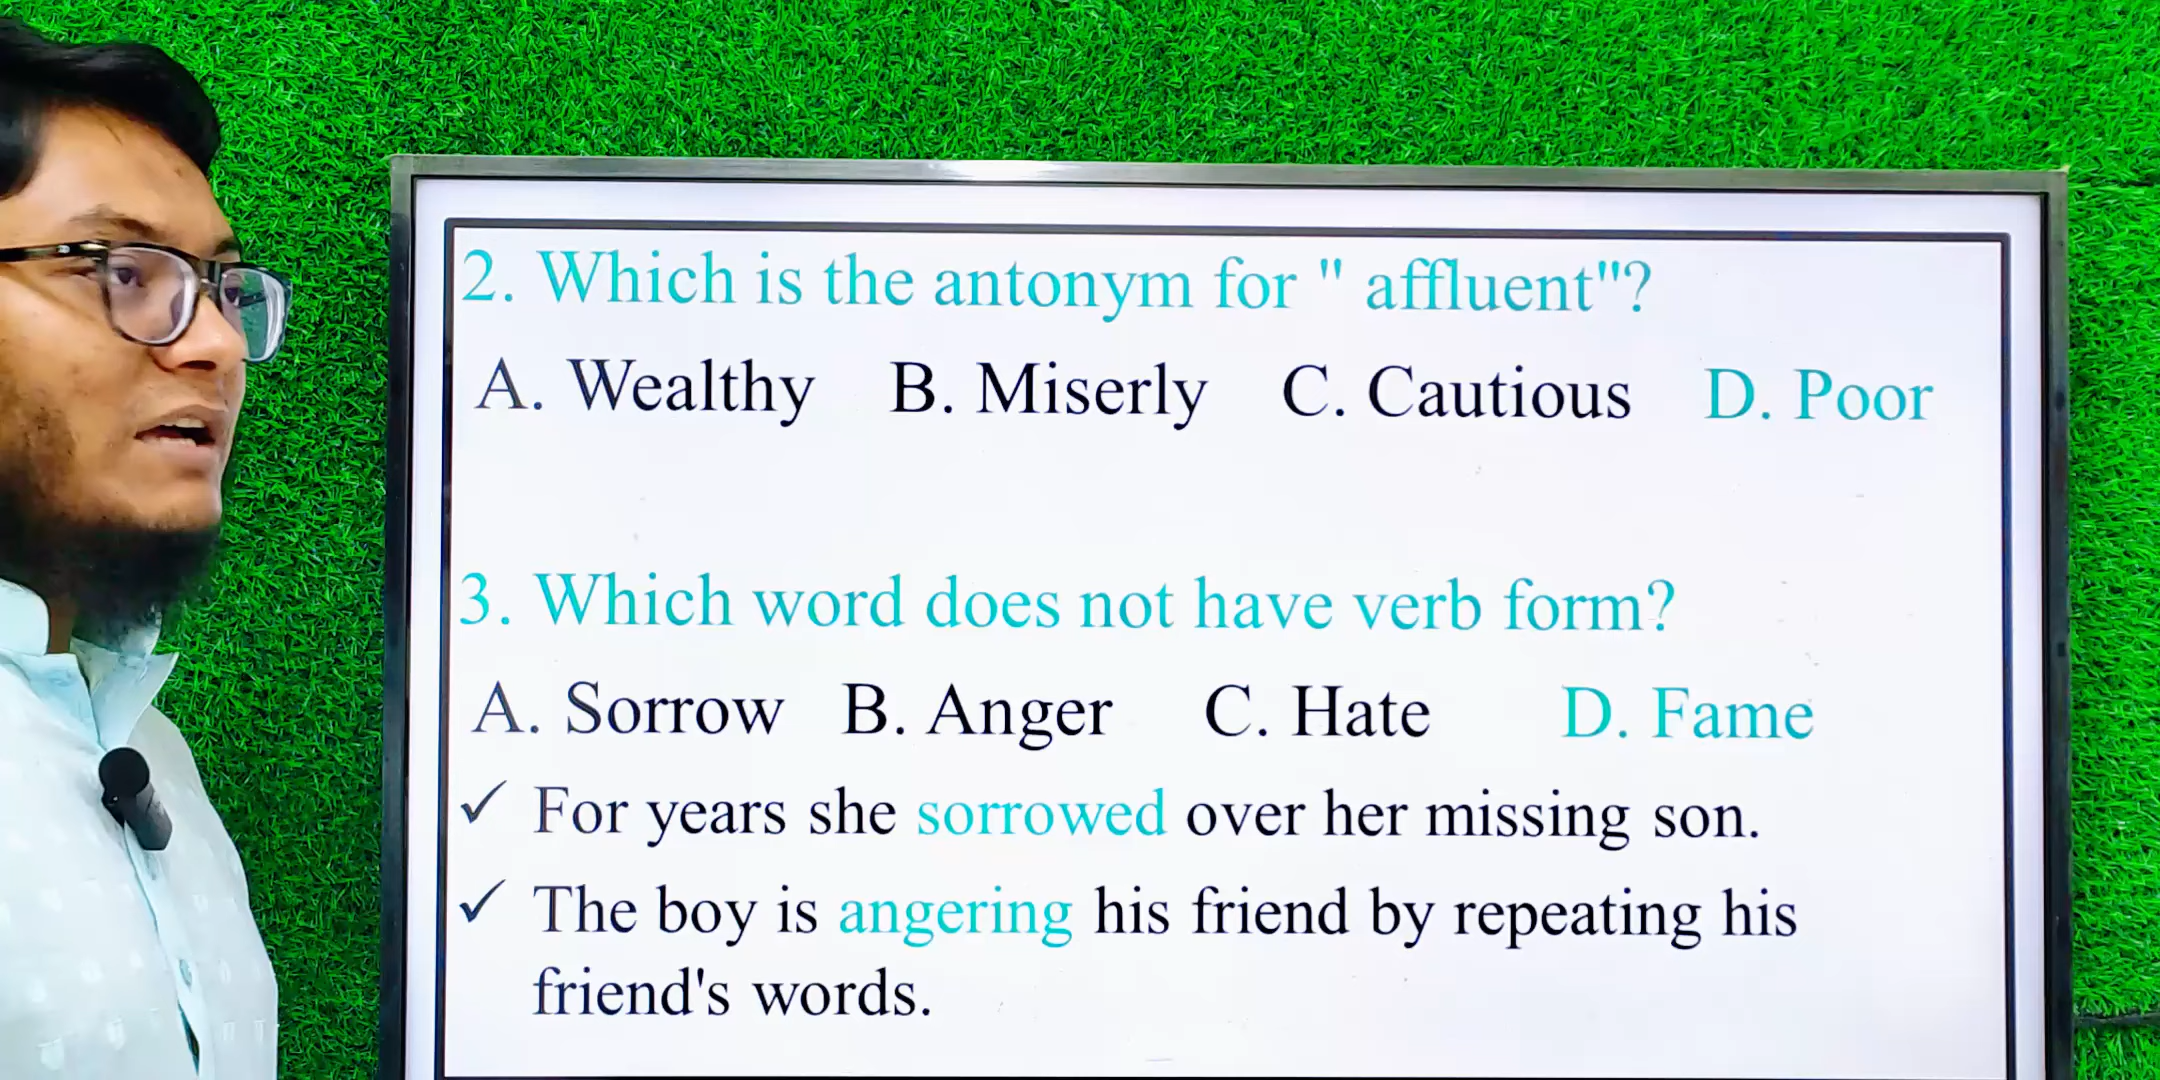 2. Which is the antonym for " affluent"?
A. Wealthy B. Miserly C. Cautious D. Poor
3. Which word does not have verb form?
A. Sorrow B. Anger C. Hate D. Fame
✓ For years she sorrowed over her missing son.
✓ The boy is angering his friend by repeating his
friend's words.